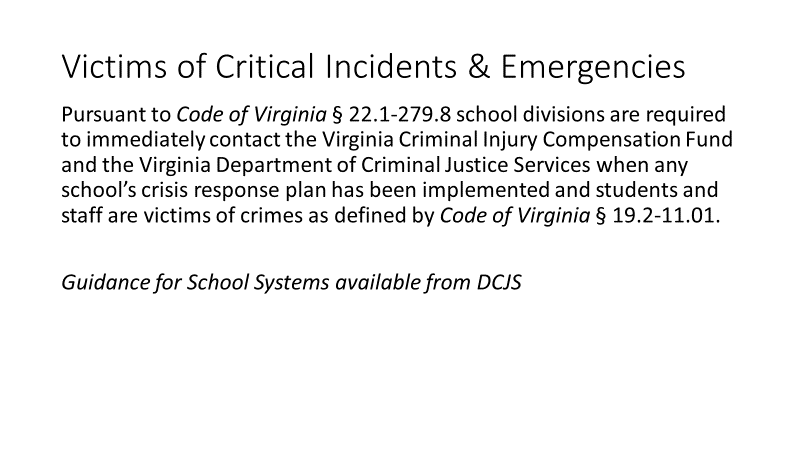 Victims of Critical Incidents & Emergencies
Pursuant to Code of Virginia § 22.1-279.8 school divisions are required
to immediately contact the Virginia Criminal Injury Compensation Fund
and the Virginia Department of Criminal Justice Services when any
school’s crisis response plan has been implemented and students and
staff are victims of crimes as defined by Code of Virginia § 19.2-11.01.
Guidance for School Systems available from DCJS